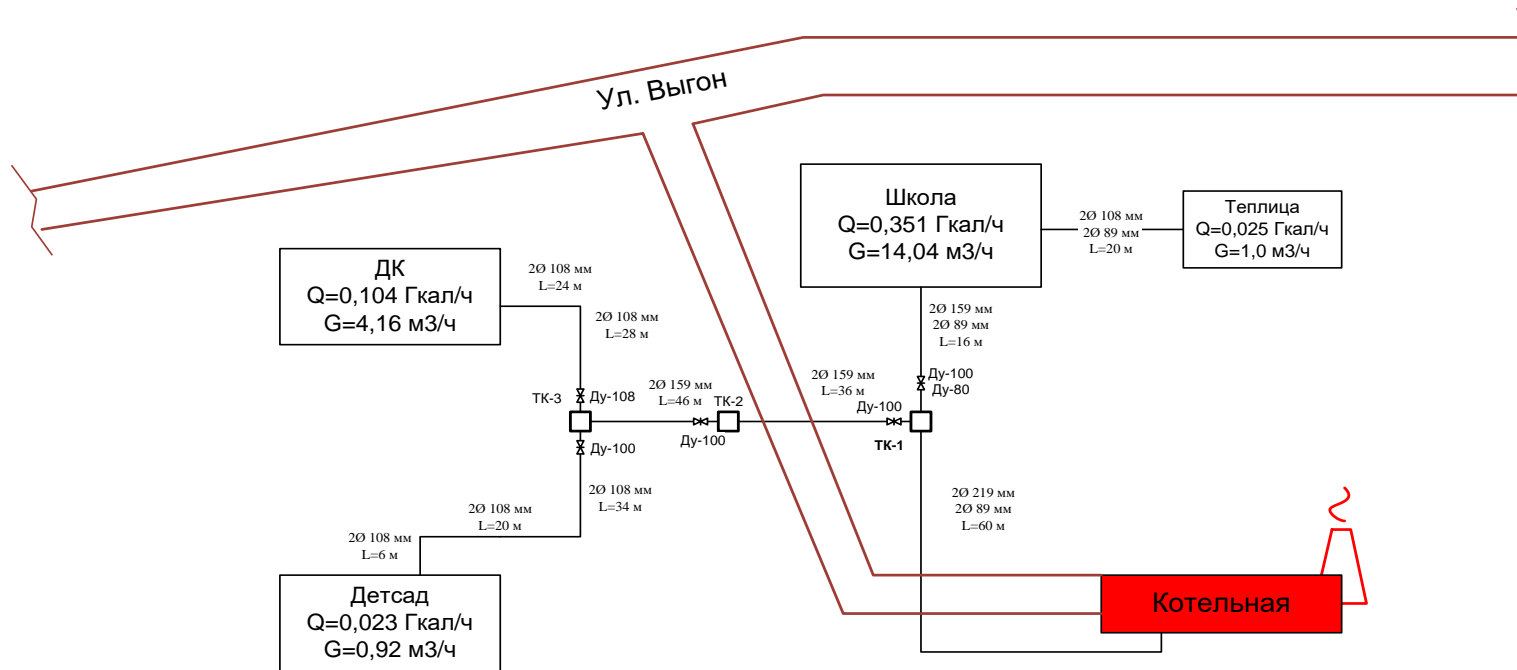 Ул. Выгон
Школа
Q=0,351 Гкал/ч
G=14,04 м3/ч
2Ø 108 мм
2Ø 89 мм
L=20 м
Теплица
Q=0,025 Гкал/ч
G=1,0 м3/ч
ДК
Q=0,104 Гкал/ч
G=4,16 м3/ч
2Ø 108 мм
L=24 м
2Ø 108 мм
L=28 м
2Ø 159 мм
2Ø 89 мм
L=16 м
Ду-100
Ду-80
ТК-3
Ду-108
2Ø 159 мм
L=46 м
ТК-2
Ду-100
2Ø 159 мм
L=36 м
Ду-100
ТК-1
Ду-100
2Ø 108 мм
L=34 м
2Ø 108 мм
L=20 м
2Ø 108 мм
L=6 м
2Ø 219 мм
2Ø 89 мм
L=60 м
Детсад
Q=0,023 Гкал/ч
G=0,92 м3/ч
Котельная